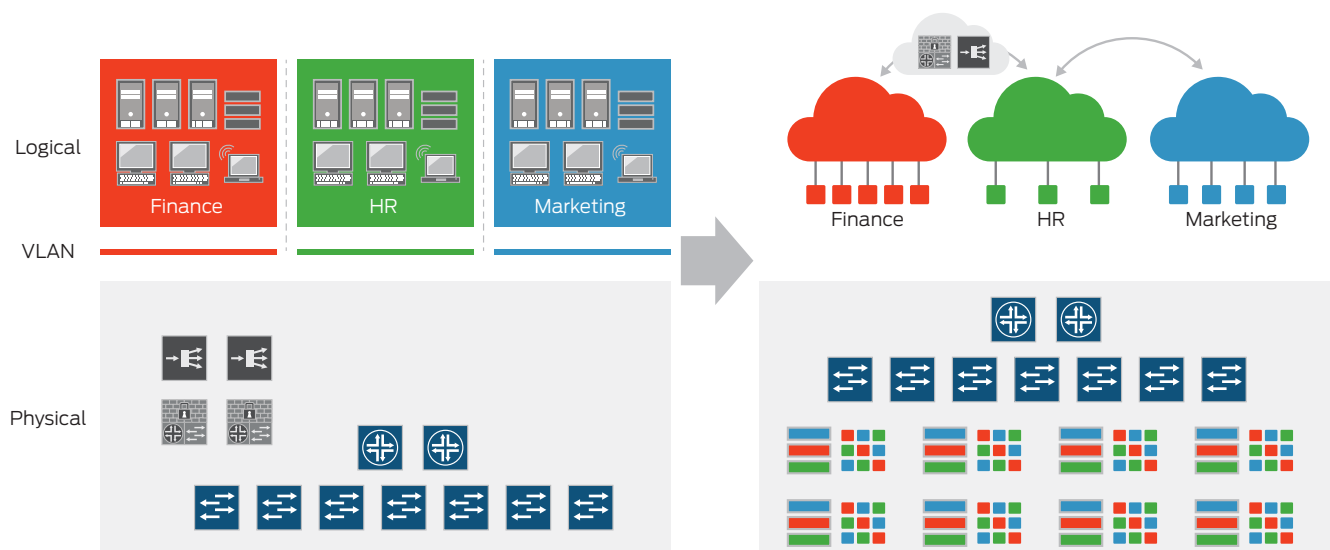 Logical
Finance
HR
Marketing
VLAN
Physical
Finance
HR
Marketing